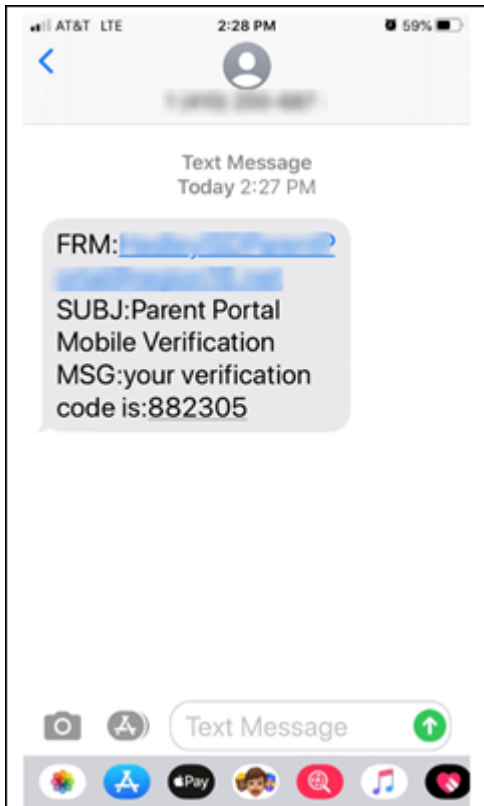 AT&T LTE
2:28 PM
59%
Text Message
Today 2:27 PM
FRM:
SUBJ:Parent Portal
Mobile Verification
MSG:your verification
code is:882305
Text Message
Pay